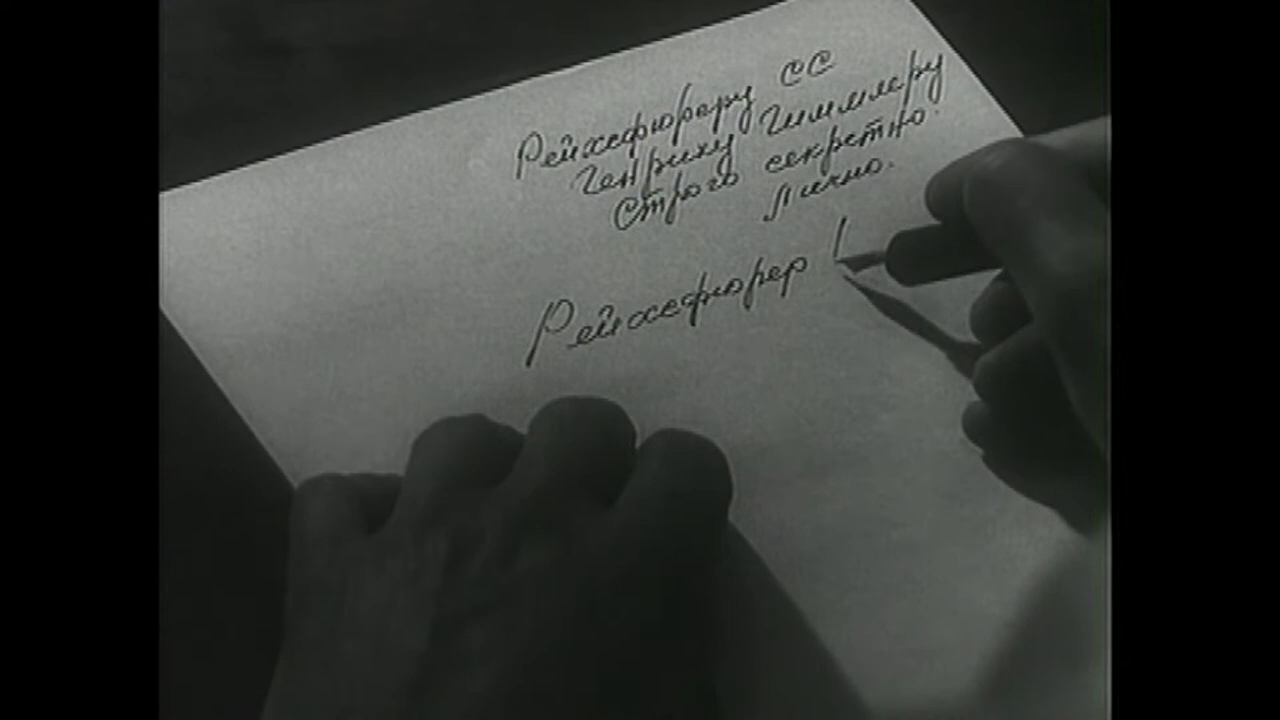 Рейхсфюреру СС
Генриху Гиммлеру
Строго секретно.
Лично.
Рейхсфюрер !